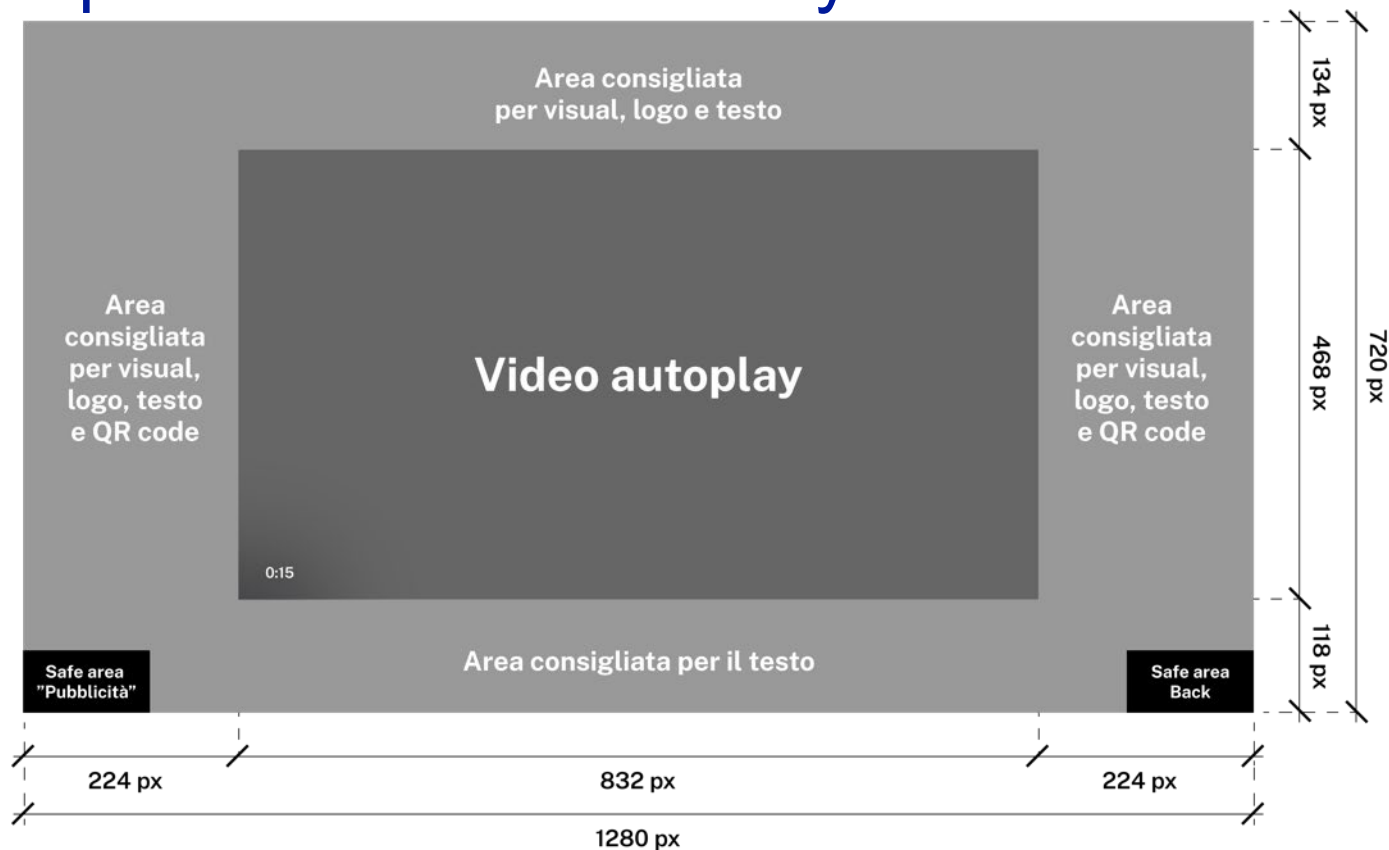 Area consigliata
per visual, logo e testo
134 px
Area
consigliata
per visual,
logo, testo
e QR code
Video autoplay
Area
consigliata
per visual,
logo, testo
e QR code
468 px
720 px
0:15
Area consigliata per il testo
118 px
Safe area
"Pubblicità"
Safe area
Back
224 px
832 px
224 px
1280 px